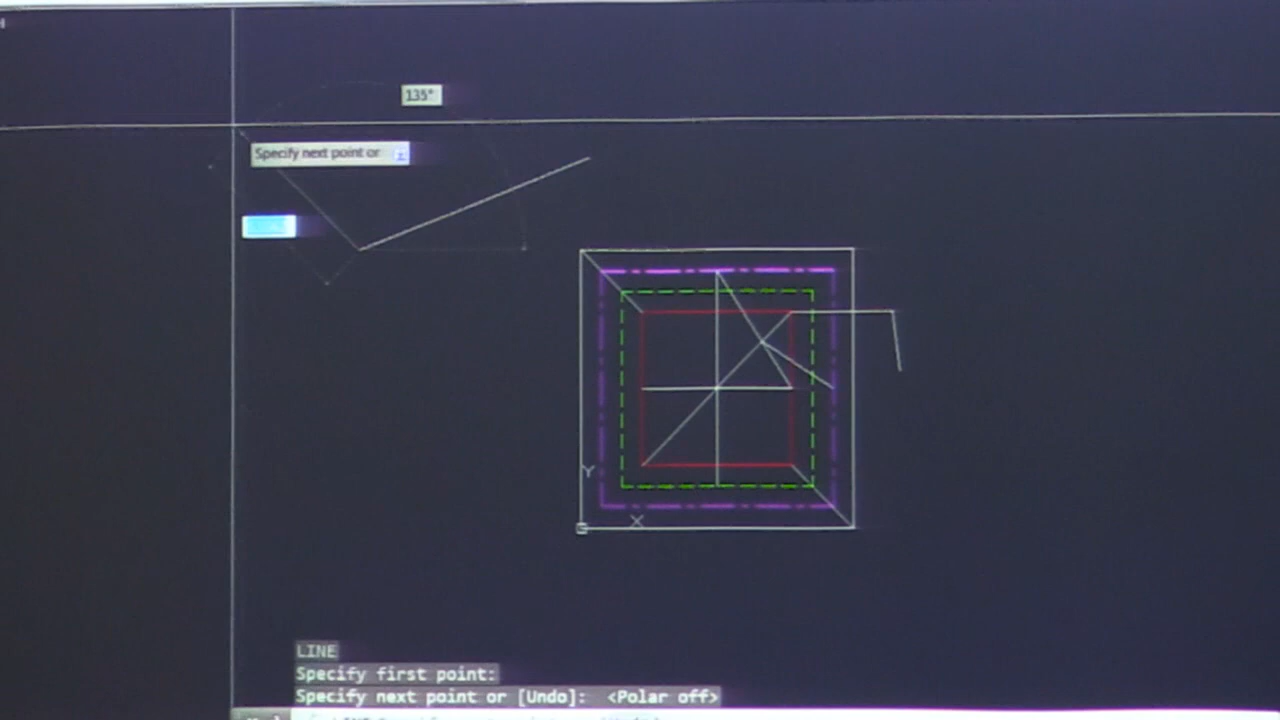 135°
Specify next point or
Y
X
LINE
Specify first point:
Specify next point or [Undo]:  <Polar off>